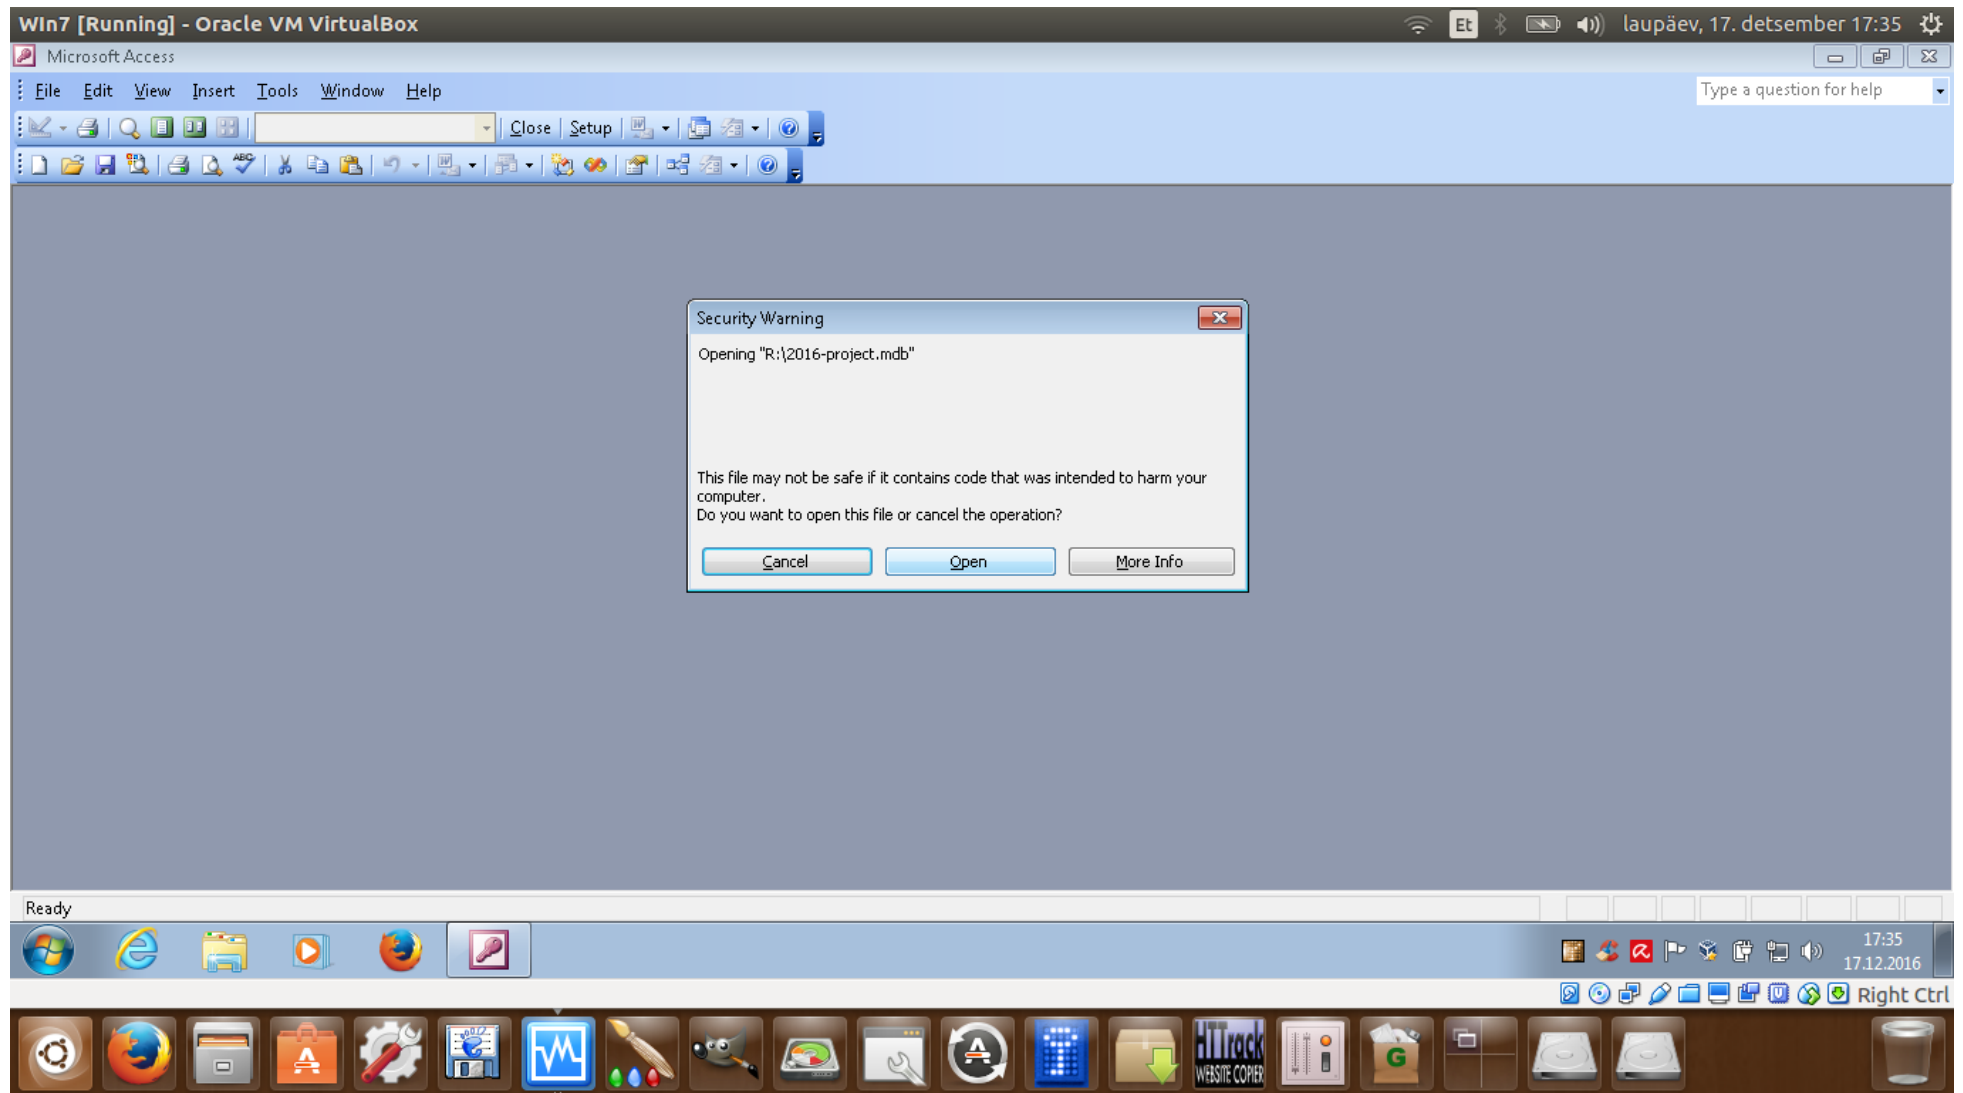 WIn7 [Running] - Oracle VM VirtualBox
Et
laupäev, 17. detsember 17:35
Microsoft Access
File Edit View Insert Tools Window Help
Type a question for help
Close Setup
ABC
Security Warning
Opening "R:\2016-project.mdb"
This file may not be safe if it contains code that was intended to harm your
computer.
Do you want to open this file or cancel the operation?
Cancel
Open
More Info
Ready
17:35
17.12.2016
Right Ctrl
HTTrack
WEBSITE COPIER
G